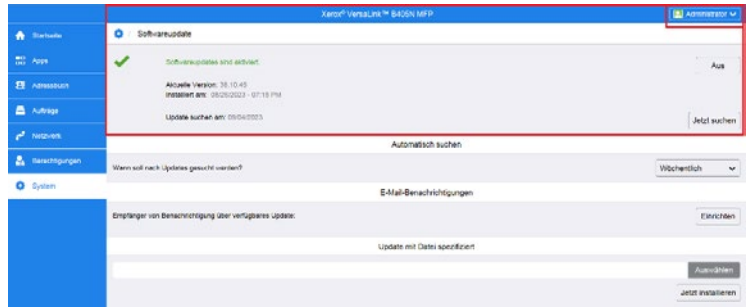 Xerox® VersaLink™ B405N MFP
Administrator
Startseite
Softwareupdate
Apps
Softwareupdates sind aktiviert.
Aus
Adressbuch
Aktuelle Version: 38.10.43
Installiert am: 08/28/2023 - 07:18 PM
Aufträge
Update suchen am: 09/04/2023
Jetzt suchen
Netzwerk
Automatisch suchen
Berechtigungen
Wann soll nach Updates gesucht werden?
Wöchentlich
System
E-Mail-Benachrichtigungen
Empfänger von Benachrichtigung über verfügbares Update:
Einrichten
Update mit Datei spezifiziert
Auswählen
Jetzt installieren